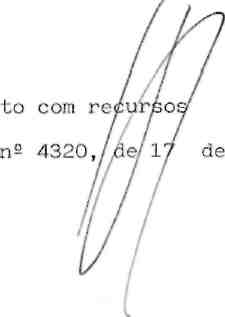 to com recursos
nº 4320, de 17 de